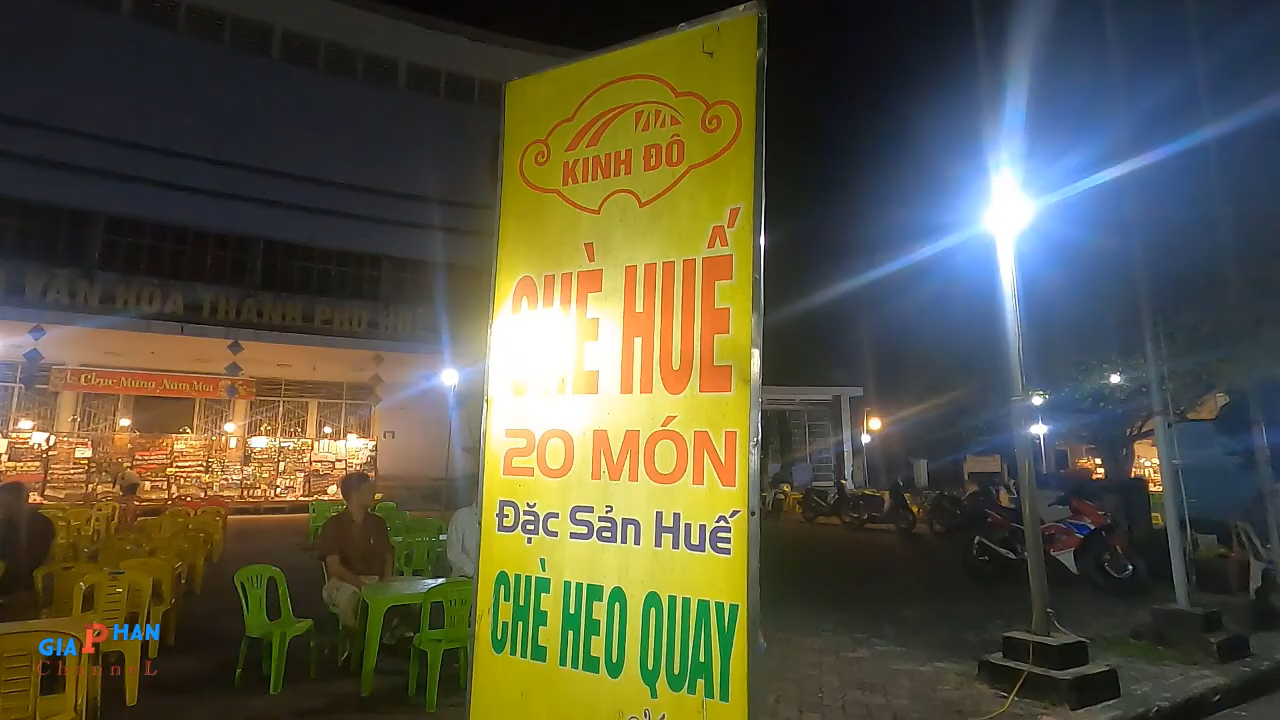 KINH ĐÔ
CHÈ HUẾ
20 MÓN
Đặc Sản Huế
CHÈ HEO QUAY
VĂN HÓA THÀNH PHỐ HUẾ
Chúc Mừng Năm Mới
GIA PHAN
ChanneL